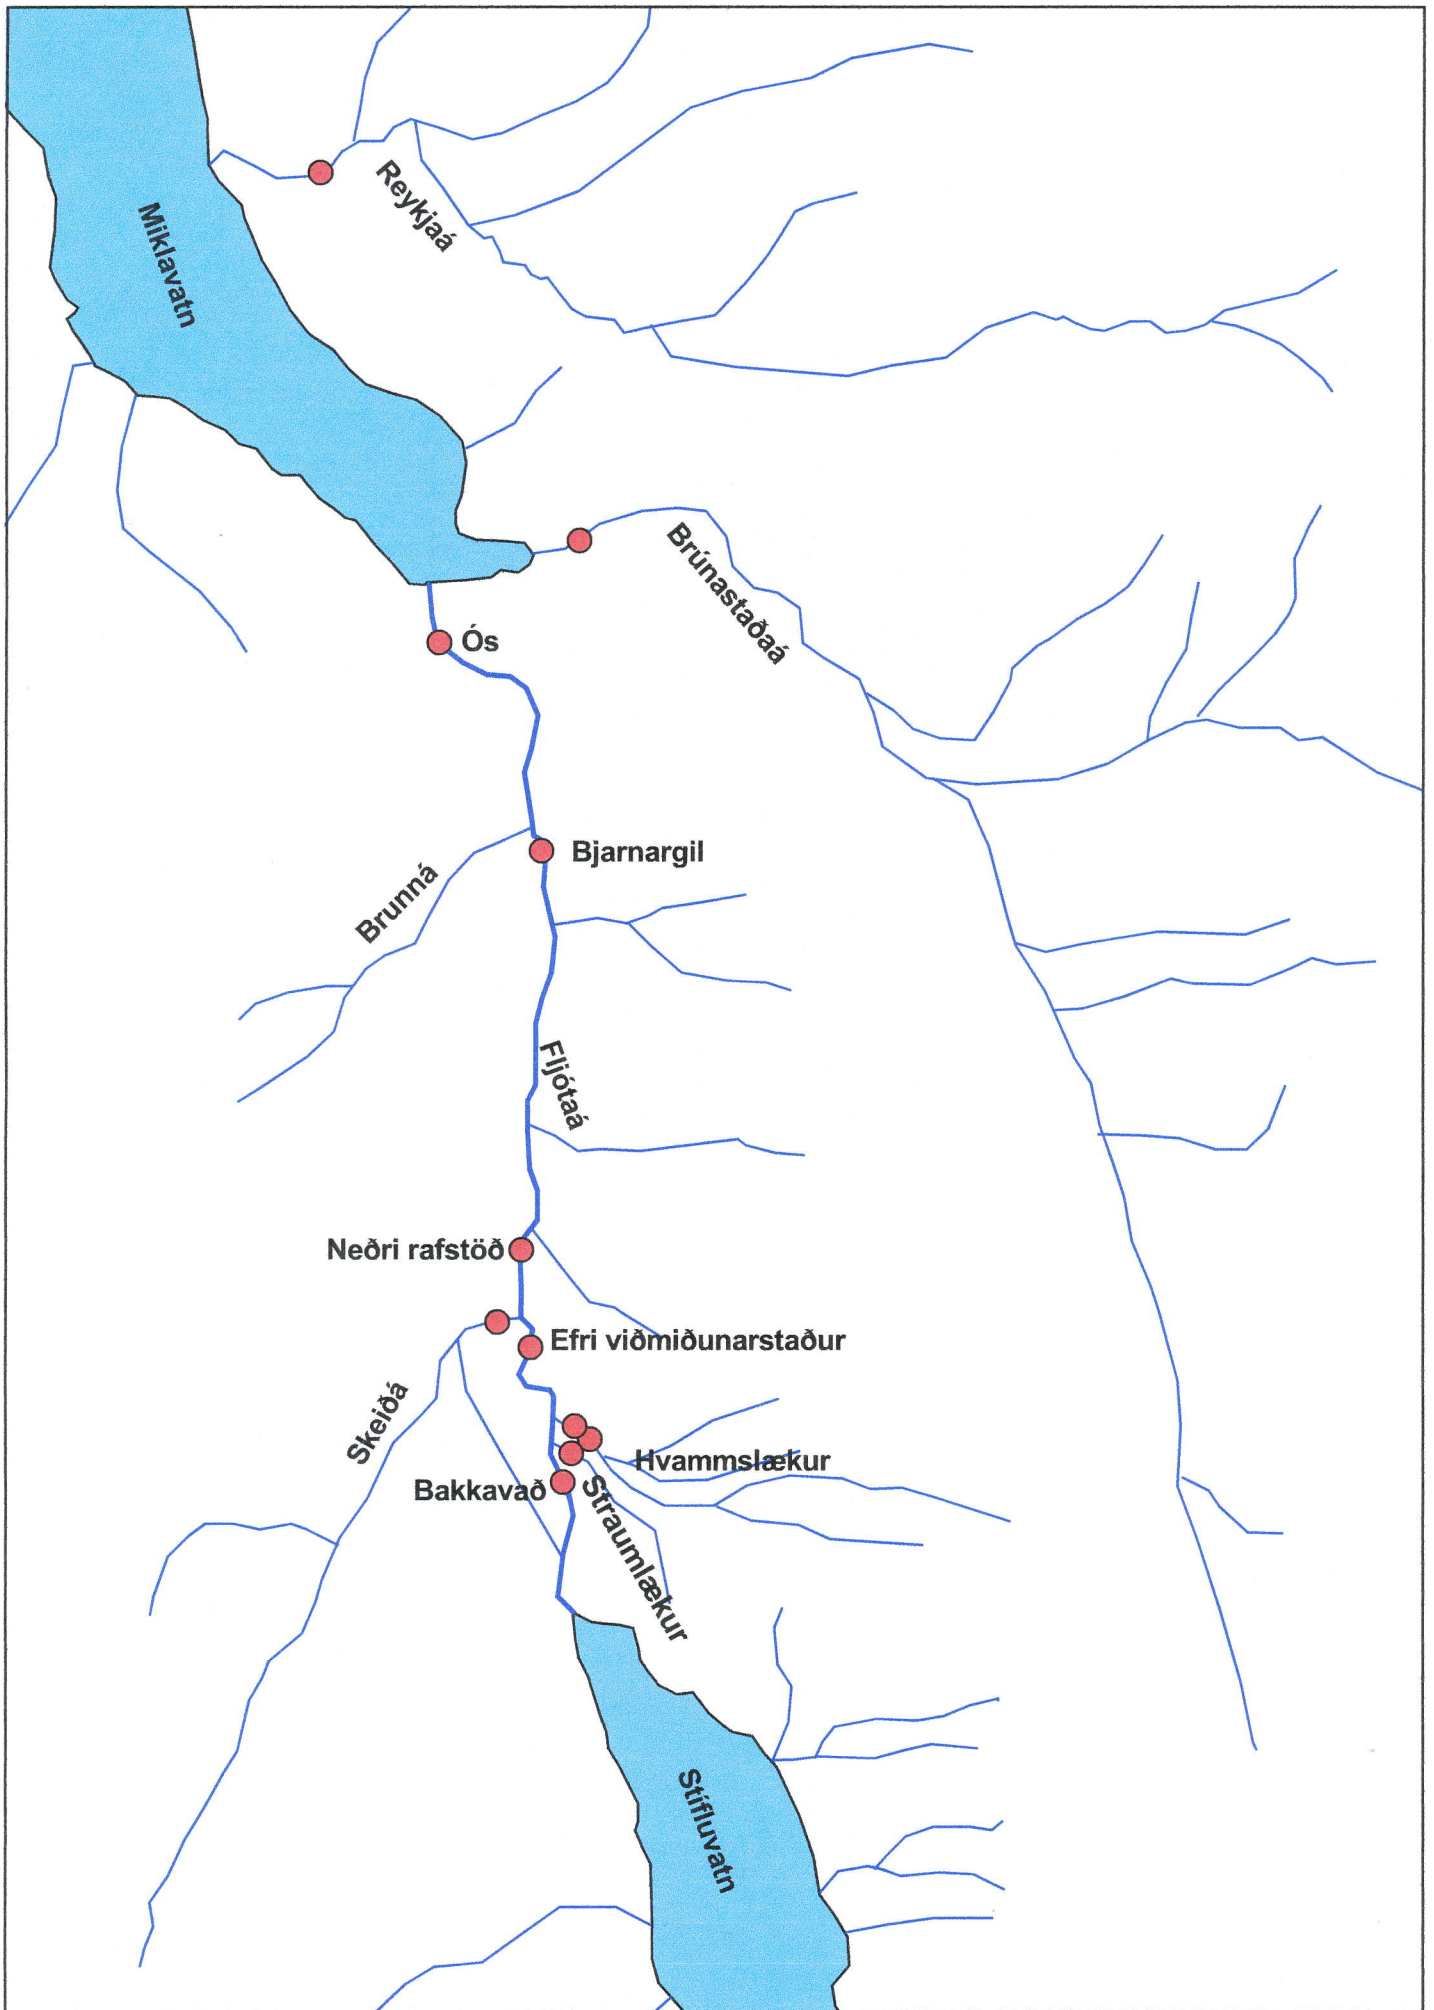 Reykjaá
Miklavatn
Brúnastaðaá
Ós
Bjarnargil
Brunná
Fljótaá
Neðri rafstöð
Efri viðmiðunarstaður
Skeiðá
Hvammslækur
Bakkavað
Straumlækur
Stífluvatn